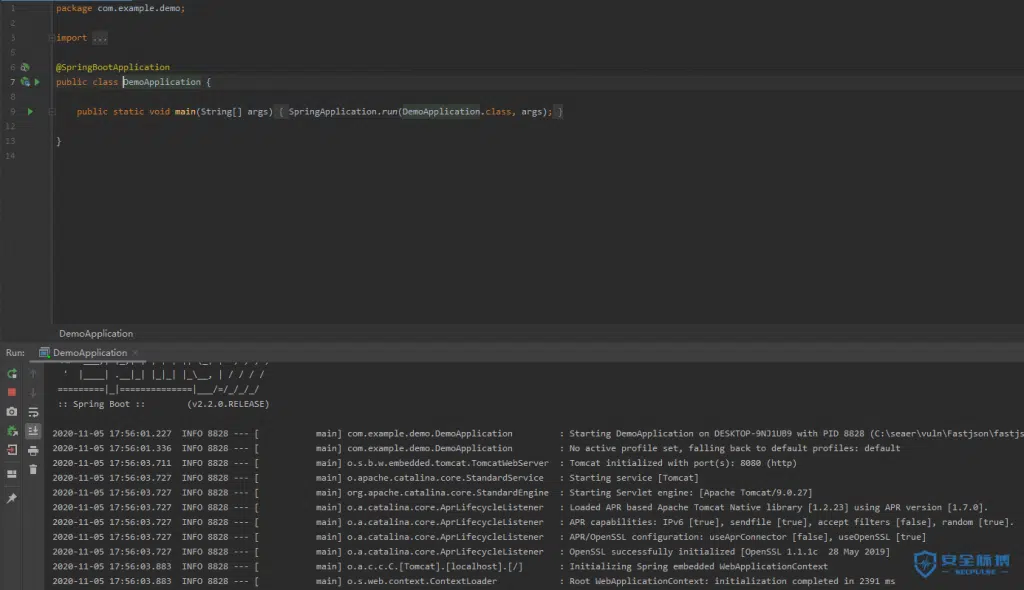 1 package com.example.demo;
2
3 import ...
5
6 @SpringBootApplication
7 public class DemoApplication {
8
9 public static void main(String[] args) { SpringApplication.run(DemoApplication.class, args); }
12
13 }
14
DemoApplication
Run: DemoApplication ×
' |____| .__|_| |_|_| |_\__, | / / / /
=========|_|==============|___/=/_/_/_/
:: Spring Boot :: (v2.2.0.RELEASE)
2020-11-05 17:56:01.227 INFO 8828 --- [ main] com.example.demo.DemoApplication : Starting DemoApplication on DESKTOP-9NJ1UB9 with PID 8828 (C:\seaer\vuln\Fastjson\fastjs
2020-11-05 17:56:01.336 INFO 8828 --- [ main] com.example.demo.DemoApplication : No active profile set, falling back to default profiles: default
2020-11-05 17:56:03.711 INFO 8828 --- [ main] o.s.b.w.embedded.tomcat.TomcatWebServer : Tomcat initialized with port(s): 8080 (http)
2020-11-05 17:56:03.727 INFO 8828 --- [ main] o.apache.catalina.core.StandardService : Starting service [Tomcat]
2020-11-05 17:56:03.727 INFO 8828 --- [ main] org.apache.catalina.core.StandardEngine : Starting Servlet engine: [Apache Tomcat/9.0.27]
2020-11-05 17:56:03.727 INFO 8828 --- [ main] o.a.catalina.core.AprLifecycleListener : Loaded APR based Apache Tomcat Native library [1.2.23] using APR version [1.7.0].
2020-11-05 17:56:03.727 INFO 8828 --- [ main] o.a.catalina.core.AprLifecycleListener : APR capabilities: IPv6 [true], sendfile [true], accept filters [false], random [true].
2020-11-05 17:56:03.727 INFO 8828 --- [ main] o.a.catalina.core.AprLifecycleListener : APR/OpenSSL configuration: useAprConnector [false], useOpenSSL [true]
2020-11-05 17:56:03.727 INFO 8828 --- [ main] o.a.catalina.core.AprLifecycleListener : OpenSSL successfully initialized [OpenSSL 1.1.1c 28 May 2019]
2020-11-05 17:56:03.883 INFO 8828 --- [ main] o.a.c.c.C.[Tomcat].[localhost].[/] : Initializing Spring embedded WebApplicationContext
2020-11-05 17:56:03.883 INFO 8828 --- [ main] o.s.web.context.ContextLoader : Root WebApplicationContext: initialization completed in 2391 ms
安全脉搏
SECPULSE